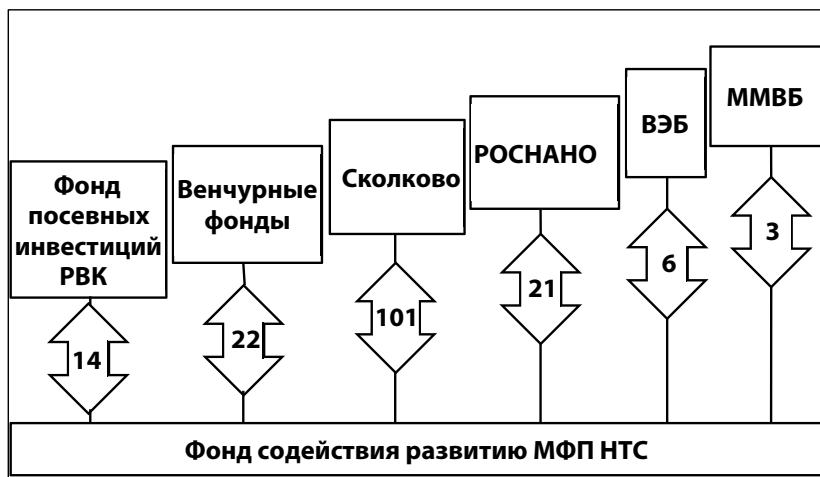 Фонд
посевных
инвестиций
РВК
Венчурные
фонды
Сколково
РОСНАНО
ВЭБ
ММВБ
14
22
101
21
6
3
Фонд содействия развитию МФП НТС